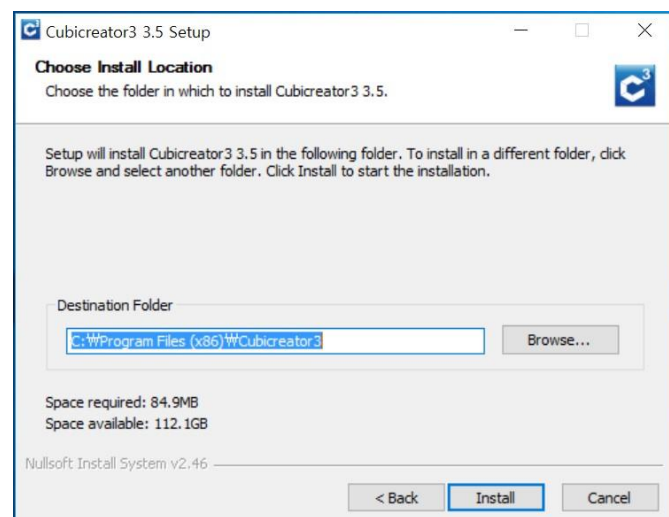 Cubicreator3 3.5 Setup
Choose Install Location
Choose the folder in which to install Cubicreator3 3.5.
C3
Setup will install Cubicreator3 3.5 in the following folder. To install in a different folder, click
Browse and select another folder. Click Install to start the installation.
Destination Folder
C:₩Program Files (x86)₩Cubicreator3
Browse...
Space required: 84.9MB
Space available: 112.1GB
Nullsoft Install System v2.46
< Back Install Cancel